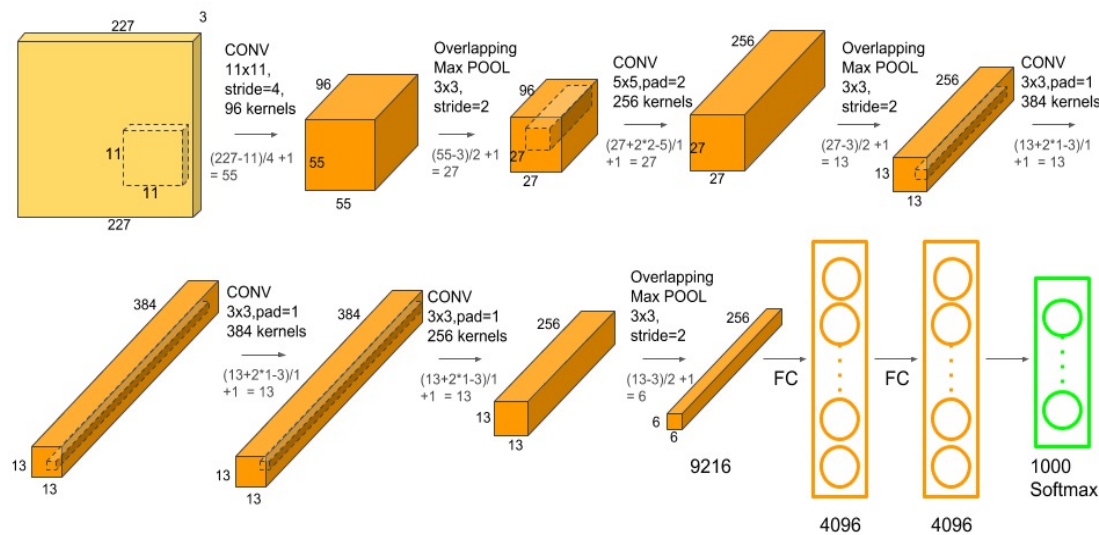 227
3
11
11
227
CONV
11x11,
stride=4,
96 kernels
(227-11)/4 +1
= 55
96
55
55
Overlapping
Max POOL
3x3,
stride=2
(55-3)/2 +1
= 27
96
27
27
CONV
5x5,pad=2
256 kernels
(27+2*2-5)/1
+1 = 27
256
27
27
Overlapping
Max POOL
3x3,
stride=2
(27-3)/2 +1
= 13
256
13
13
CONV
3x3,pad=1
384 kernels
(13+2*1-3)/1
+1 = 13
384
13
13
CONV
3x3,pad=1
384 kernels
(13+2*1-3)/1
+1 = 13
384
13
13
CONV
3x3,pad=1
256 kernels
(13+2*1-3)/1
+1 = 13
256
13
13
Overlapping
Max POOL
3x3,
stride=2
(13-3)/2 +1
= 6
256
6
6
9216
FC
4096
FC
4096
1000
Softmax